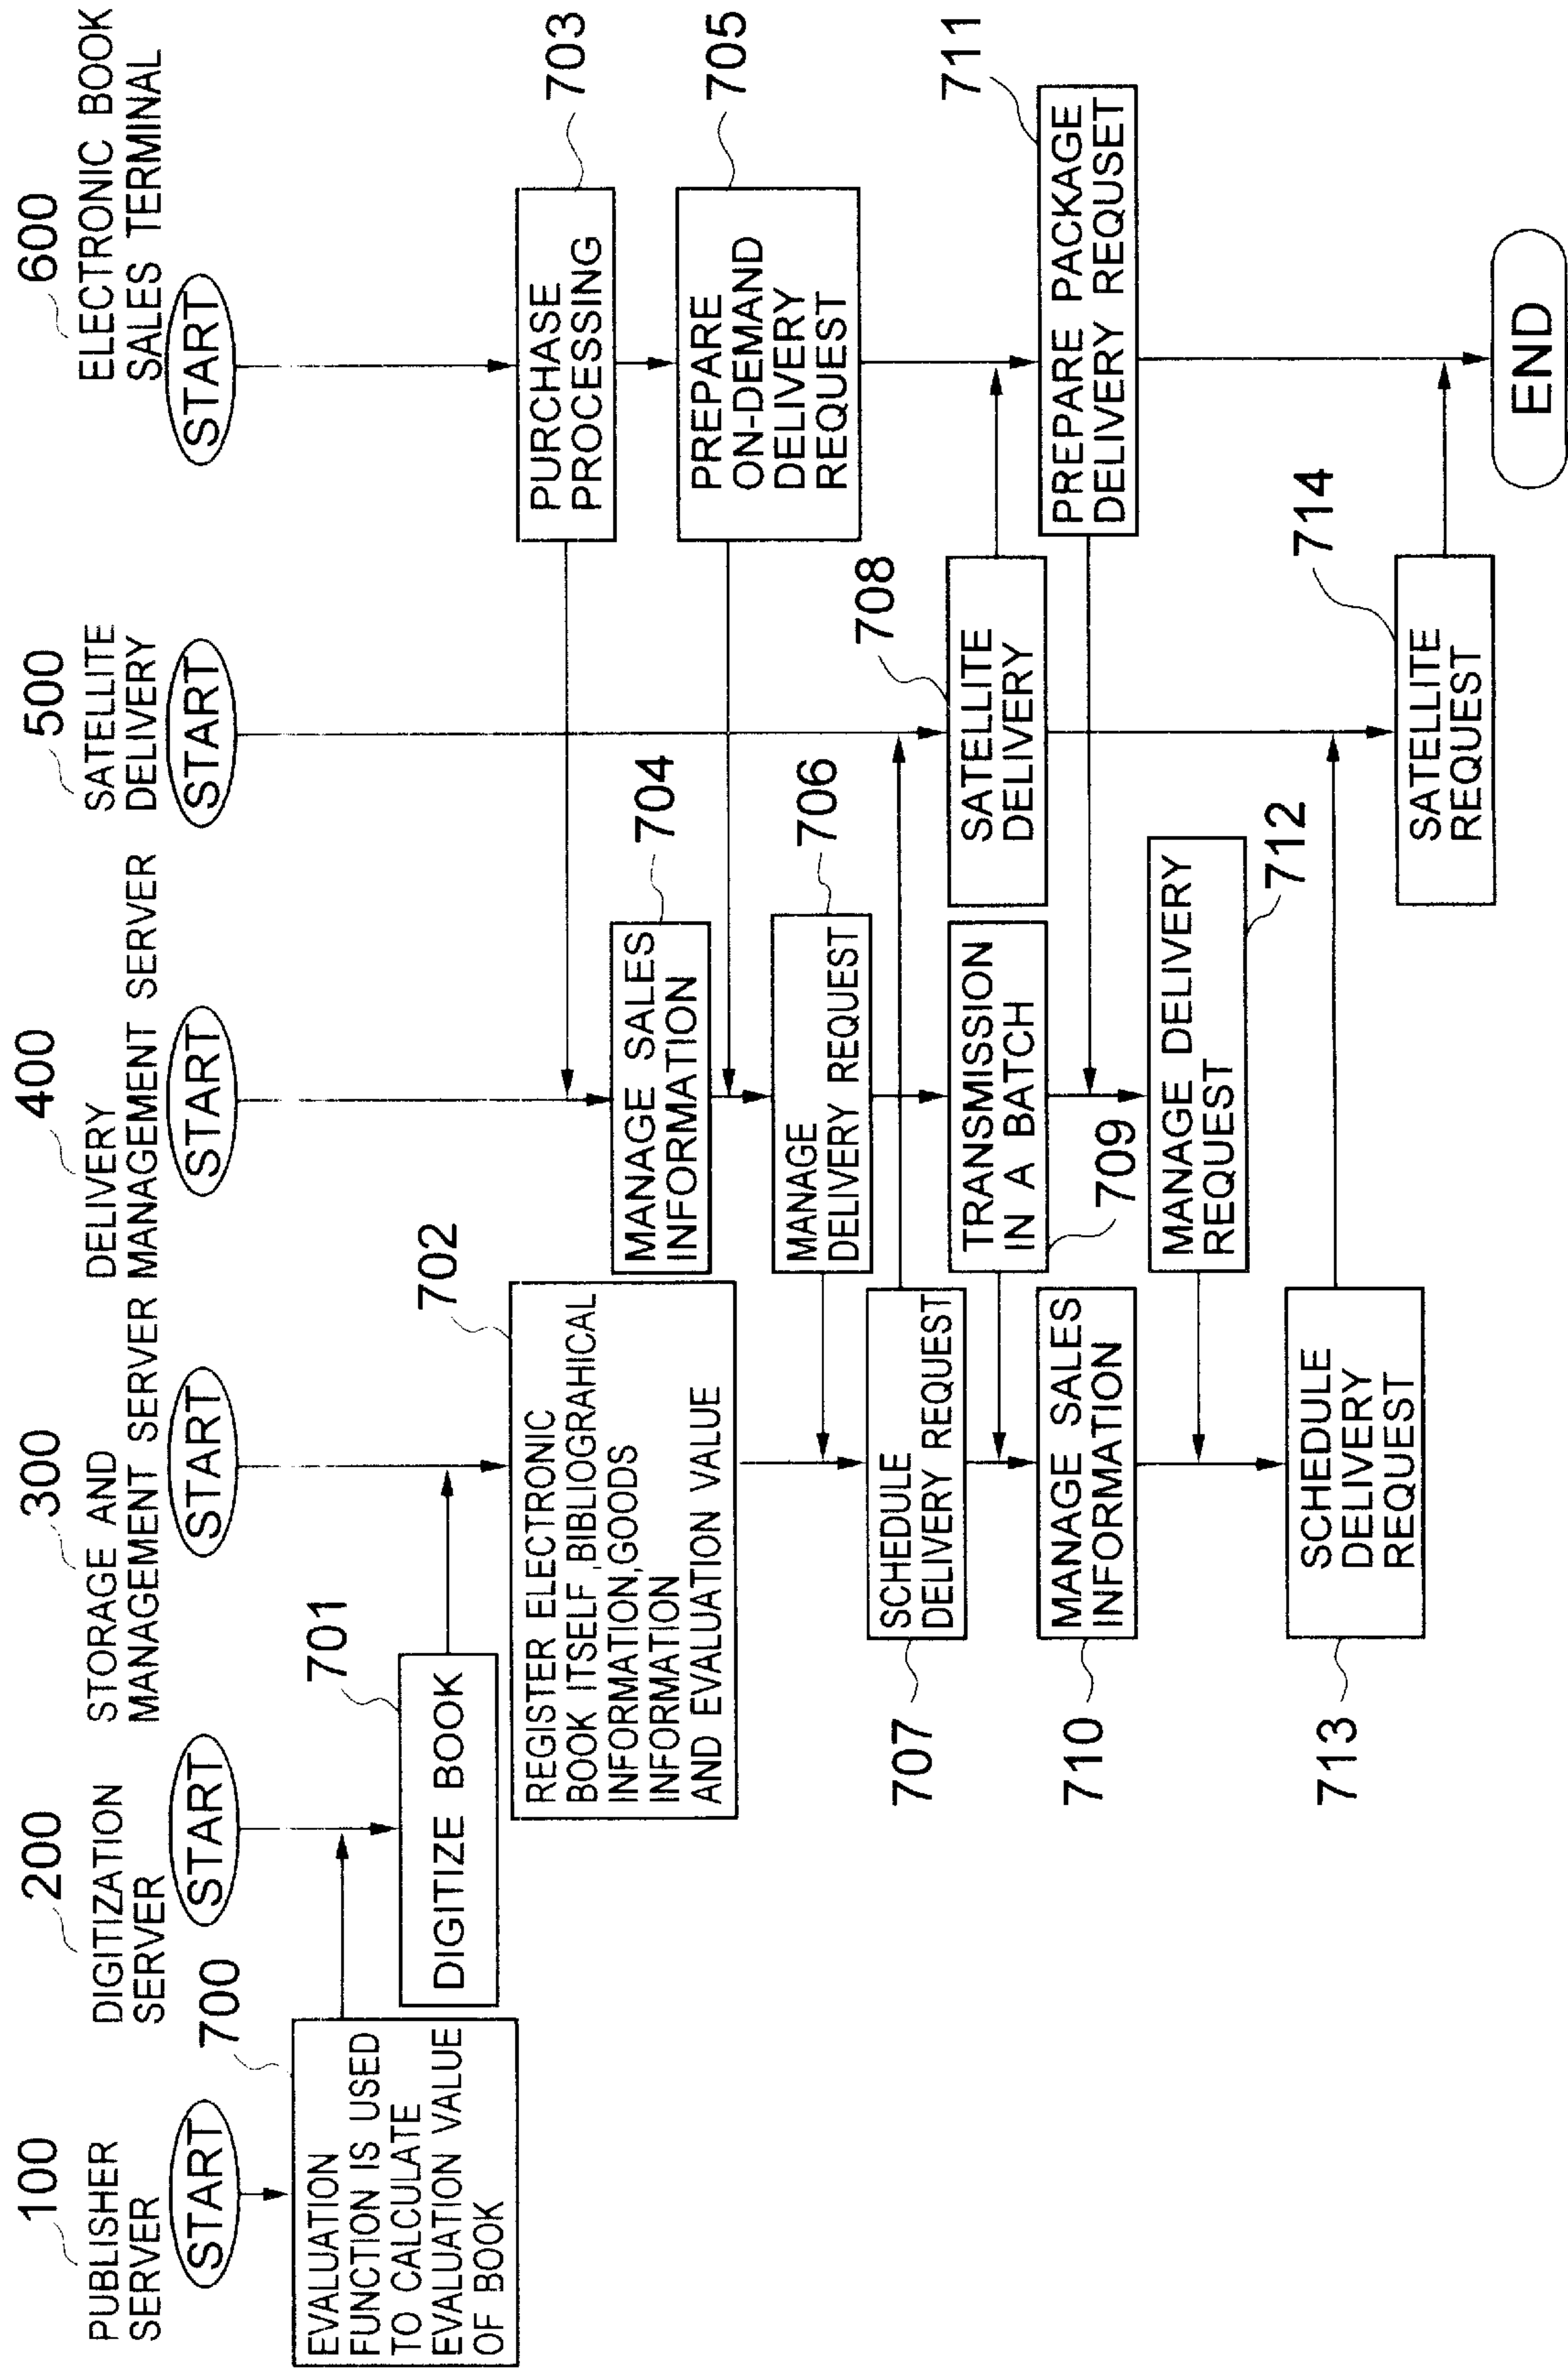 100
PUBLISHER
SERVER
START
200
DIGITIZATION
SERVER
START
300
STORAGE AND
MANAGEMENT SERVER
START
400
DELIVERY
MANAGEMENT SERVER
START
500
SATELLITE
DELIVERY
START
600
ELECTRONIC BOOK
SALES TERMINAL
START
700
EVALUATION
FUNCTION IS USED
TO CALCULATE
EVALUATION VALUE
OF BOOK
701
DIGITIZE BOOK
702
REGISTER ELECTRONIC
BOOK ITSELF ,BIBLIOGRAHICAL
INFORMATION,GOODS
INFORMATION
AND EVALUATION VALUE
703
PURCHASE
PROCESSING
704
MANAGE SALES
INFORMATION
705
PREPARE
ON-DEMAND
DELIVERY
REQUEST
706
MANAGE
DELIVERY REQUEST
707
SCHEDULE
DELIVERY REQUEST
708
SATELLITE
DELIVERY
709
TRANSMISSION
IN A BATCH
710
MANAGE SALES
INFORMATION
711
PREPARE PACKAGE
DELIVERY REQUSET
712
MANAGE DELIVERY
REQUEST
713
SCHEDULE
DELIVERY
REQUEST
714
SATELLITE
REQUEST
END